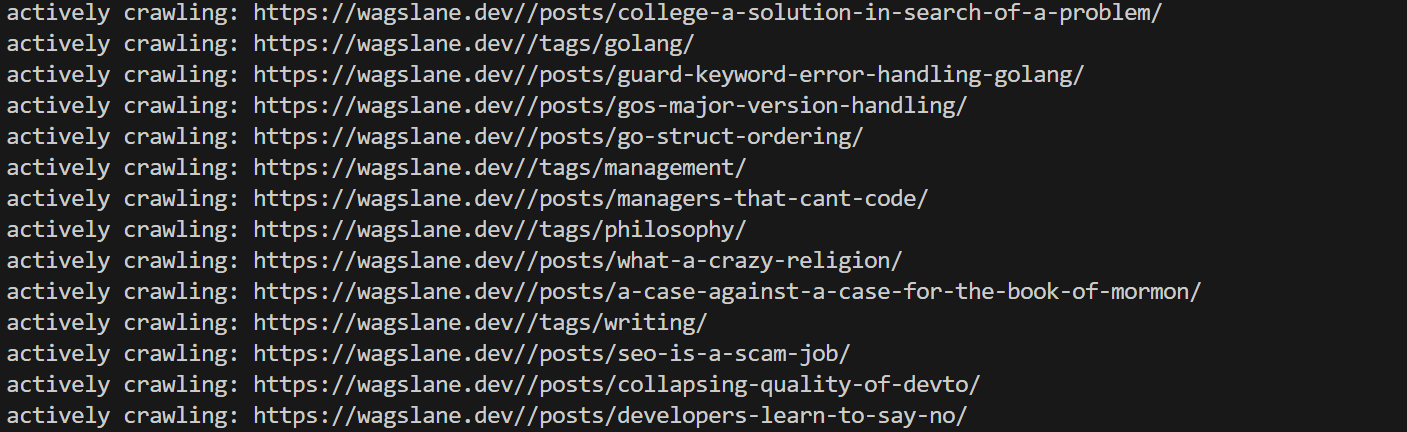 actively crawling: https://wagslane.dev//posts/college-a-solution-in-search-of-a-problem/
actively crawling: https://wagslane.dev//tags/golang/
actively crawling: https://wagslane.dev//posts/guard-keyword-error-handling-golang/
actively crawling: https://wagslane.dev//posts/gos-major-version-handling/
actively crawling: https://wagslane.dev//posts/go-struct-ordering/
actively crawling: https://wagslane.dev//tags/management/
actively crawling: https://wagslane.dev//posts/managers-that-cant-code/
actively crawling: https://wagslane.dev//tags/philosophy/
actively crawling: https://wagslane.dev//posts/what-a-crazy-religion/
actively crawling: https://wagslane.dev//posts/a-case-against-a-case-for-the-book-of-mormon/
actively crawling: https://wagslane.dev//tags/writing/
actively crawling: https://wagslane.dev//posts/seo-is-a-scam-job/
actively crawling: https://wagslane.dev//posts/collapsing-quality-of-devto/
actively crawling: https://wagslane.dev//posts/developers-learn-to-say-no/